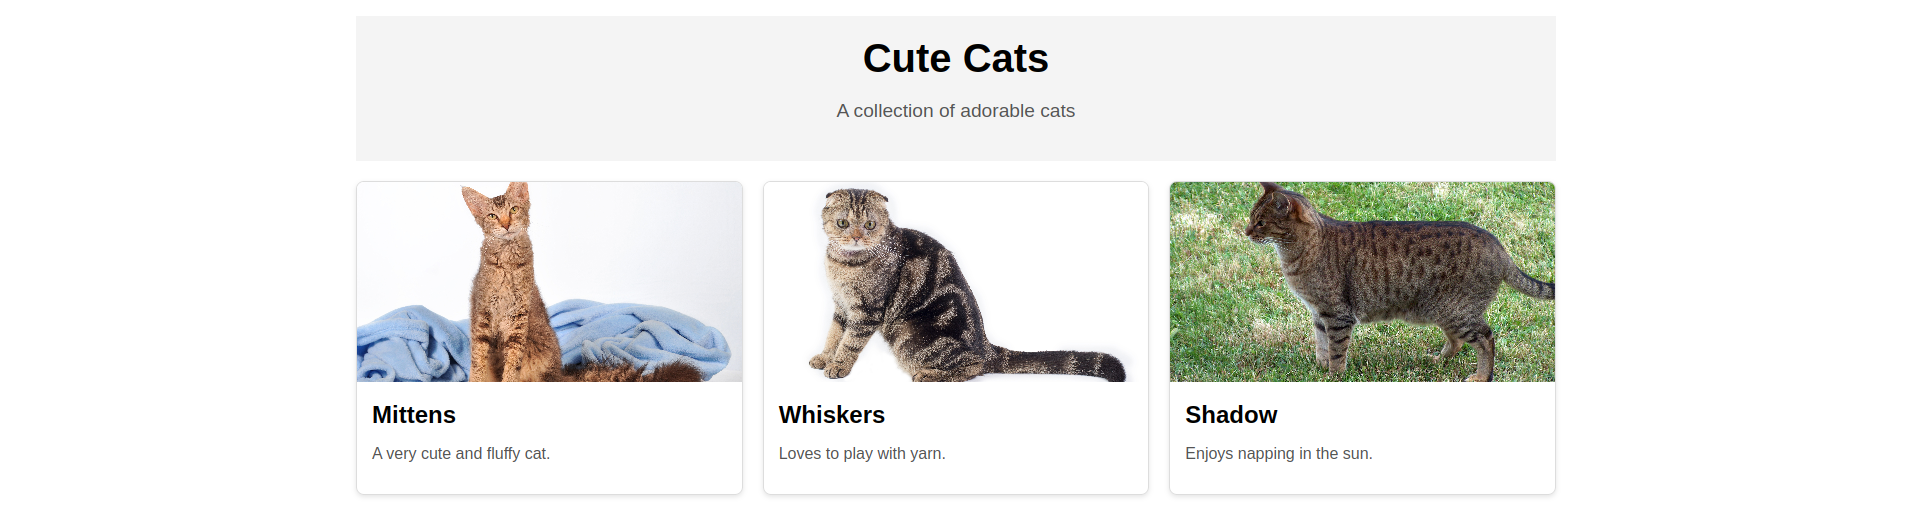 Cute Cats
A collection of adorable cats
Mittens
A very cute and fluffy cat.
Whiskers
Loves to play with yarn.
Shadow
Enjoys napping in the sun.